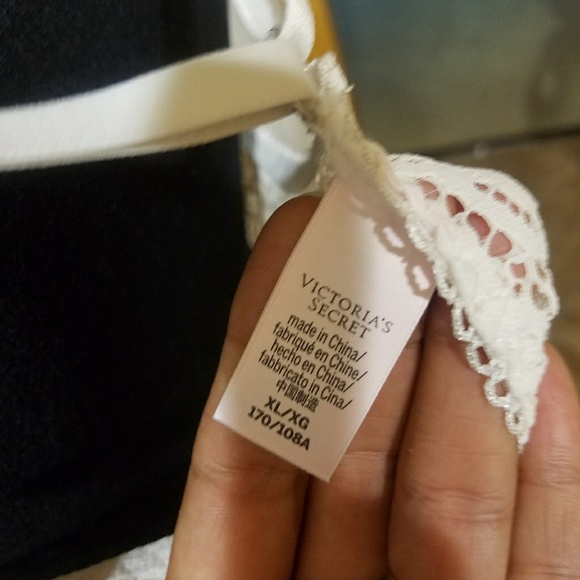 VICTORIA'S
SECRET
made in China/
fabriqué en Chine/
hecho en China/
fabbricato in Cina/
中国制造
XL/XG
170/108A